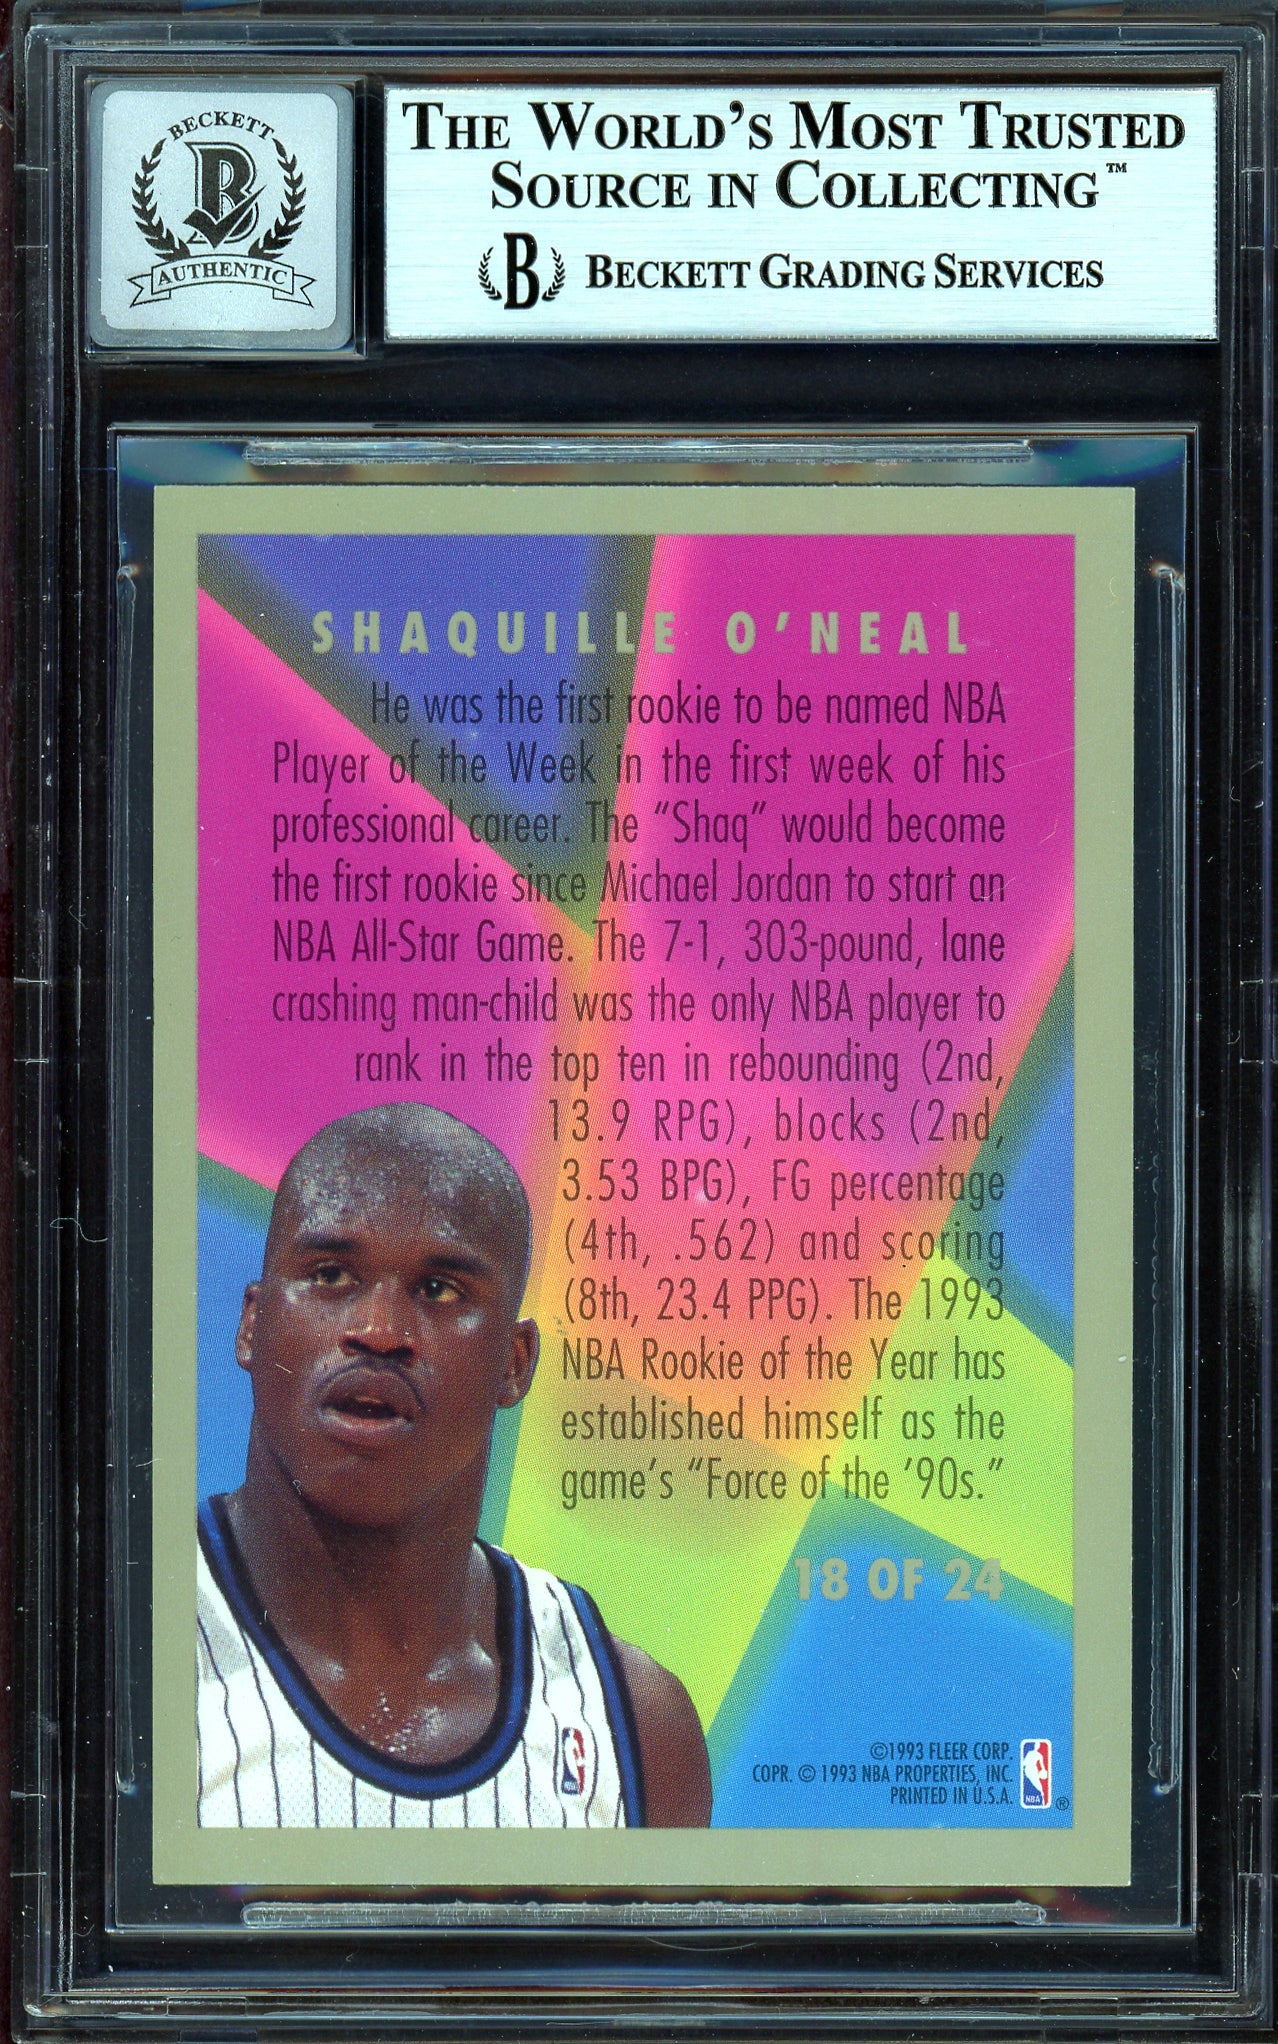 BECKETT
B
AUTHENTIC
THE WORLD'S MOST TRUSTED
SOURCE IN COLLECTING™
B BECKETT GRADING SERVICES
SHAQUILLE O'NEAL
He was the first rookie to be named NBA
Player of the Week in the first week of his
professional career. The "Shaq" would become
the first rookie since Michael Jordan to start an
NBA All-Star Game. The 7-1, 303-pound, lane
crashing man-child was the only NBA player to
rank in the top ten in rebounding (2nd,
13.9 RPG), blocks (2nd,
3.53 BPG), FG percentage
(4th, .562) and scoring
(8th, 23.4 PPG). The 1993
NBA Rookie of the Year has
established himself as the
game's "Force of the '90s."
18 OF 24
©1993 FLEER CORP.
COPR. © 1993 NBA PROPERTIES, INC.
PRINTED IN U.S.A.
NBA ®